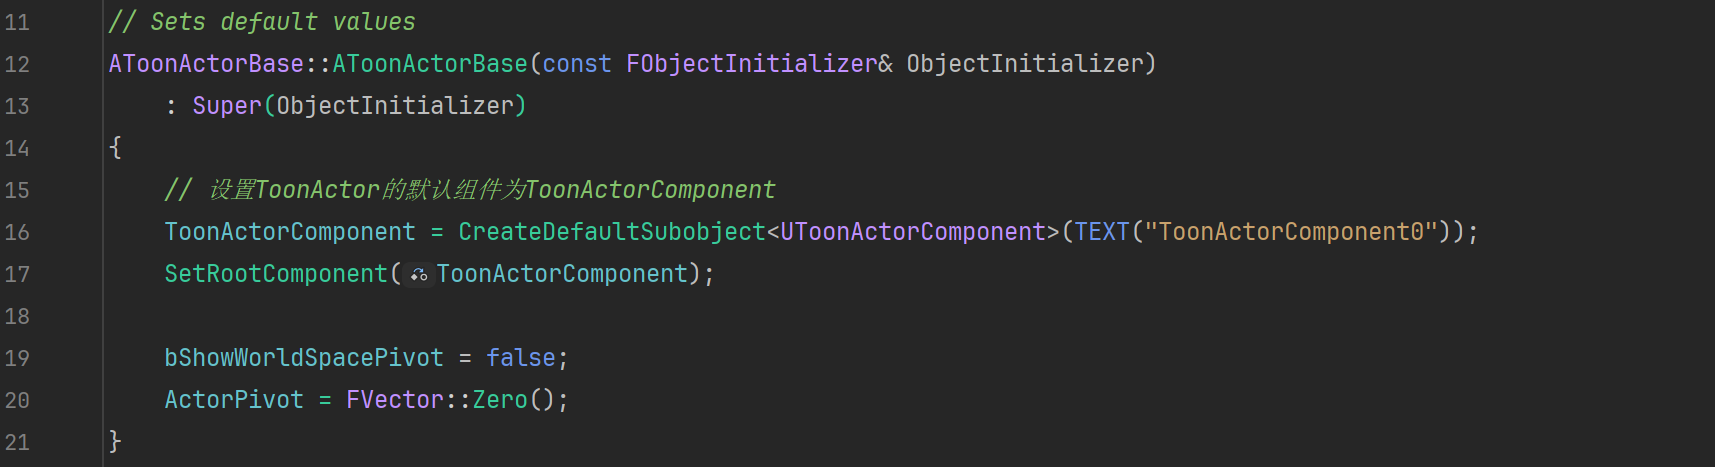 11 // Sets default values
12 AToonActorBase::AToonActorBase(const FObjectInitializer& ObjectInitializer)
13 : Super(ObjectInitializer)
14 {
15 // 设置ToonActor的默认组件为ToonActorComponent
16 ToonActorComponent = CreateDefaultSubobject<UToonActorComponent>(TEXT("ToonActorComponent0"));
17 SetRootComponent(ToonActorComponent);
18
19 bShowWorldSpacePivot = false;
20 ActorPivot = FVector::Zero();
21 }